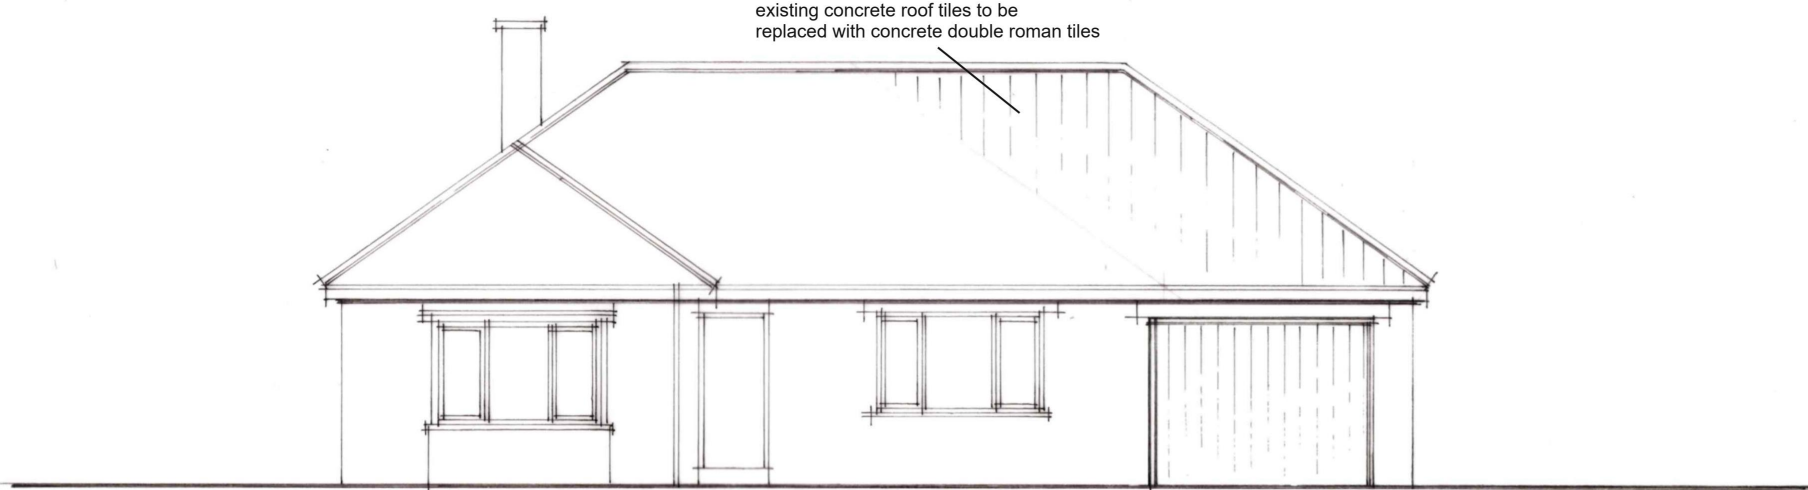 existing concrete roof tiles to be
replaced with concrete double roman tiles